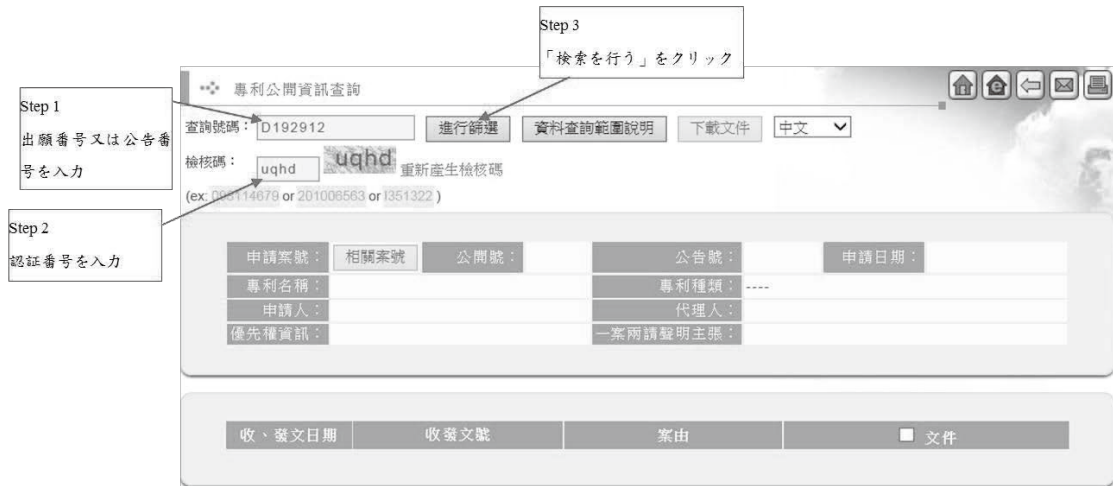 Step 3
「検索を行う」をクリック
Step 1
出願番号又は公告番
号を入力
Step 2
認証番号を入力
專利公開資訊查詢
查詢號碼： D192912 進行篩選 資料查詢範圍說明 下載文件 中文
檢核碼： uqhd uqhd 重新產生檢核碼
(ex: 098114679 or 201006563 or I351322 )
申請案號： 相關案號 公開號： 公告號： 申請日期：
專利名稱： 專利種類： ----
申請人： 代理人：
優先權資訊： 一案兩請聲明主張：
收、發文日期 收發文號 案由 文件